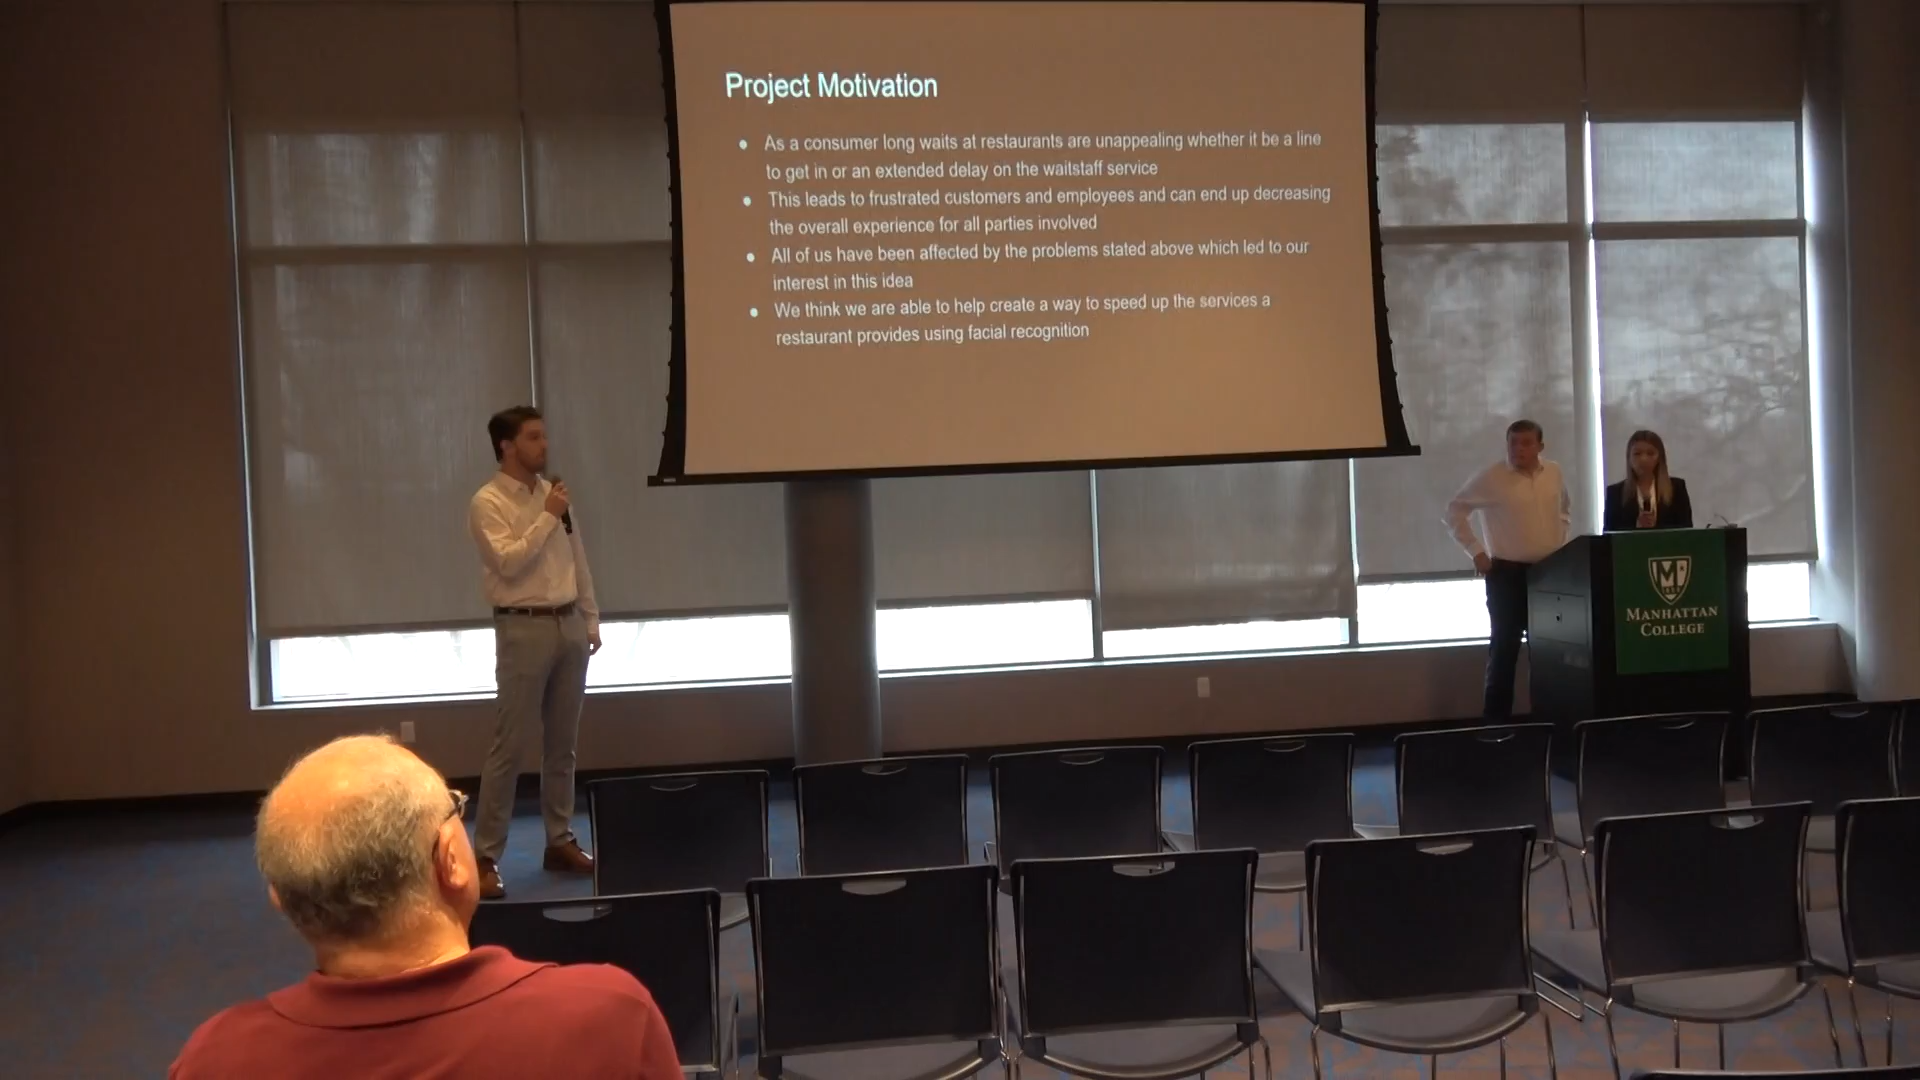 Project Motivation
As a consumer long waits at restaurants are unappealing whether it be a line
to get in or an extended delay on the waitstaff service
This leads to frustrated customers and employees and can end up decreasing
the overall experience for all parties involved
All of us have been affected by the problems stated above which led to our
interest in this idea
We think we are able to help create a way to speed up the services a
restaurant provides using facial recognition
M
MANHATTAN
COLLEGE